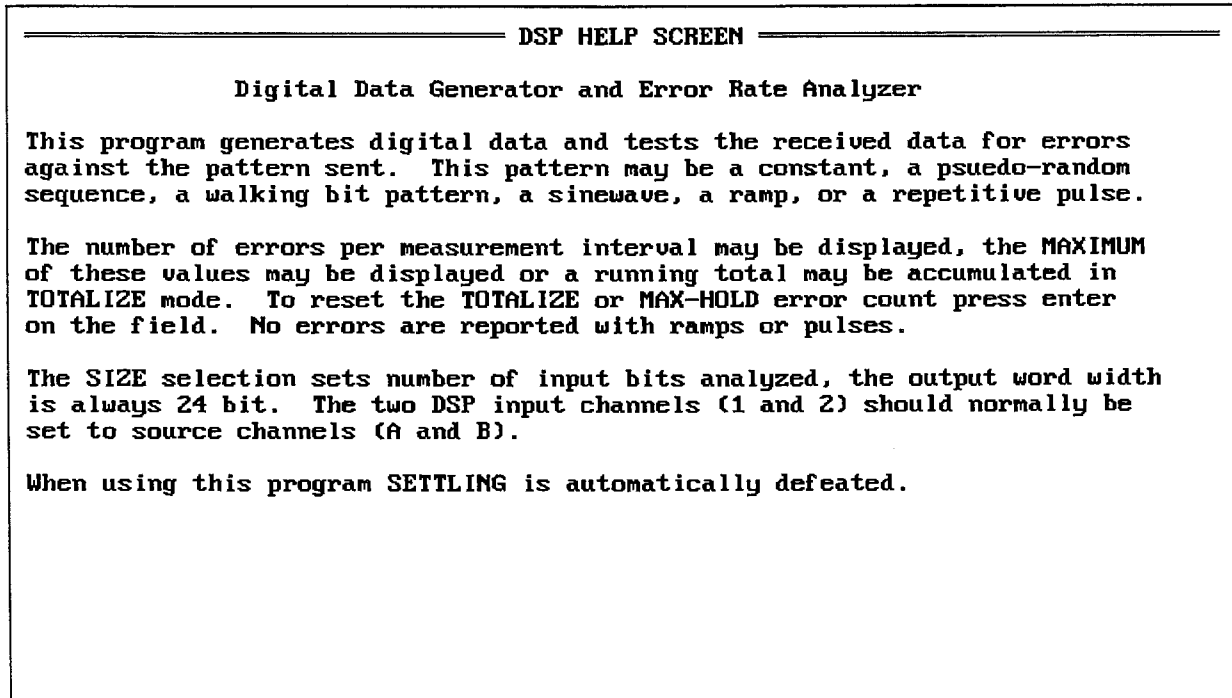 DSP HELP SCREEN
Digital Data Generator and Error Rate Analyzer
This program generates digital data and tests the received data for errors
against the pattern sent.  This pattern may be a constant, a psuedo-random
sequence, a walking bit pattern, a sinewave, a ramp, or a repetitive pulse.
The number of errors per measurement interval may be displayed, the MAXIMUM
of these values may be displayed or a running total may be accumulated in
TOTALIZE mode.  To reset the TOTALIZE or MAX-HOLD error count press enter
on the field.  No errors are reported with ramps or pulses.
The SIZE selection sets number of input bits analyzed, the output word width
is always 24 bit.  The two DSP input channels (1 and 2) should normally be
set to source channels (A and B).
When using this program SETTLING is automatically defeated.